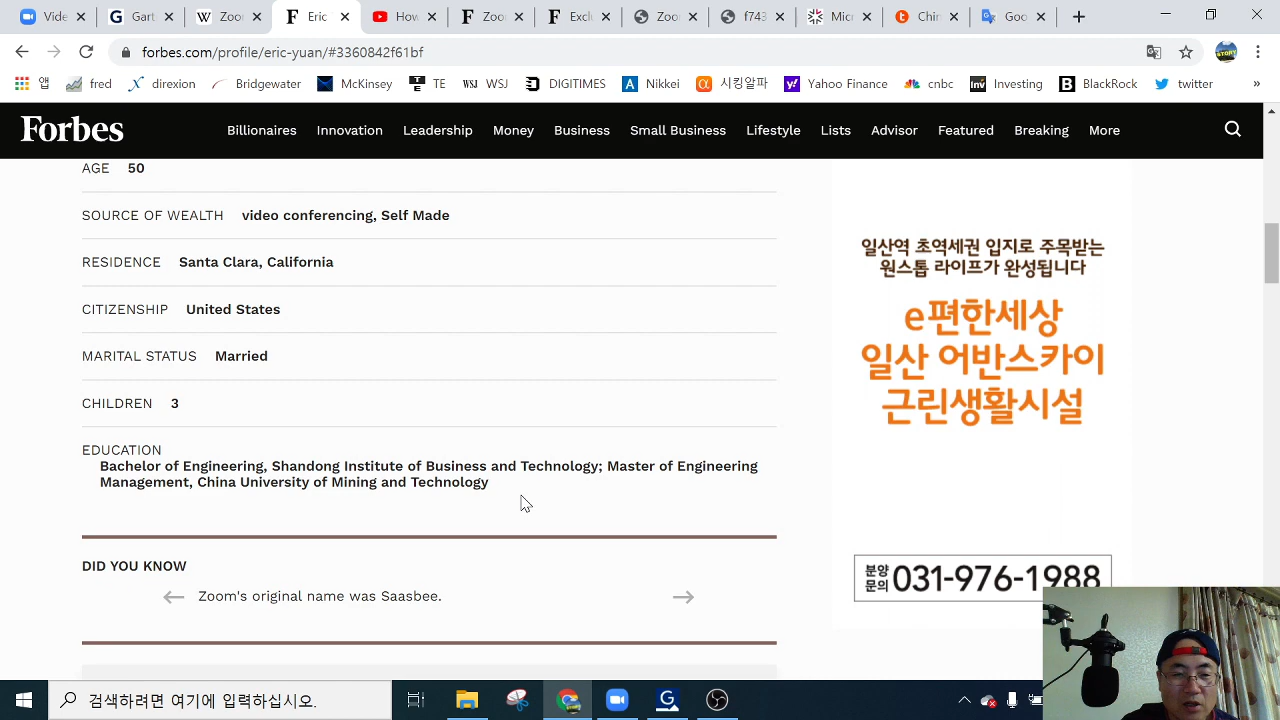 Vide
Gart
Zoom
Eric
How
Zoo
Exclu
Zoo
f743
Micr
Chin
Goo
forbes.com/profile/eric-yuan/#3360842f61bf
앱
fred
direxion
Bridgewater
McKinsey
TE
WSJ
DIGITIMES
Nikkei
시킹알파
Yahoo Finance
cnbc
Investing
BlackRock
twitter
Forbes
Billionaires
Innovation
Leadership
Money
Business
Small Business
Lifestyle
Lists
Advisor
Featured
Breaking
More
AGE 50
SOURCE OF WEALTH video conferencing, Self Made
RESIDENCE Santa Clara, California
CITIZENSHIP United States
MARITAL STATUS Married
CHILDREN 3
EDUCATION
Bachelor of Engineering, Shandong Institute of Business and Technology; Master of Engineering
Management, China University of Mining and Technology
DID YOU KNOW
Zoom's original name was Saasbee.
일산역 초역세권 입지로 주목받는
원스톱 라이프가 완성됩니다
e편한세상
일산 어반스카이
근린생활시설
분양
문의 031-976-1988
검색하려면 여기에 입력하십시오.